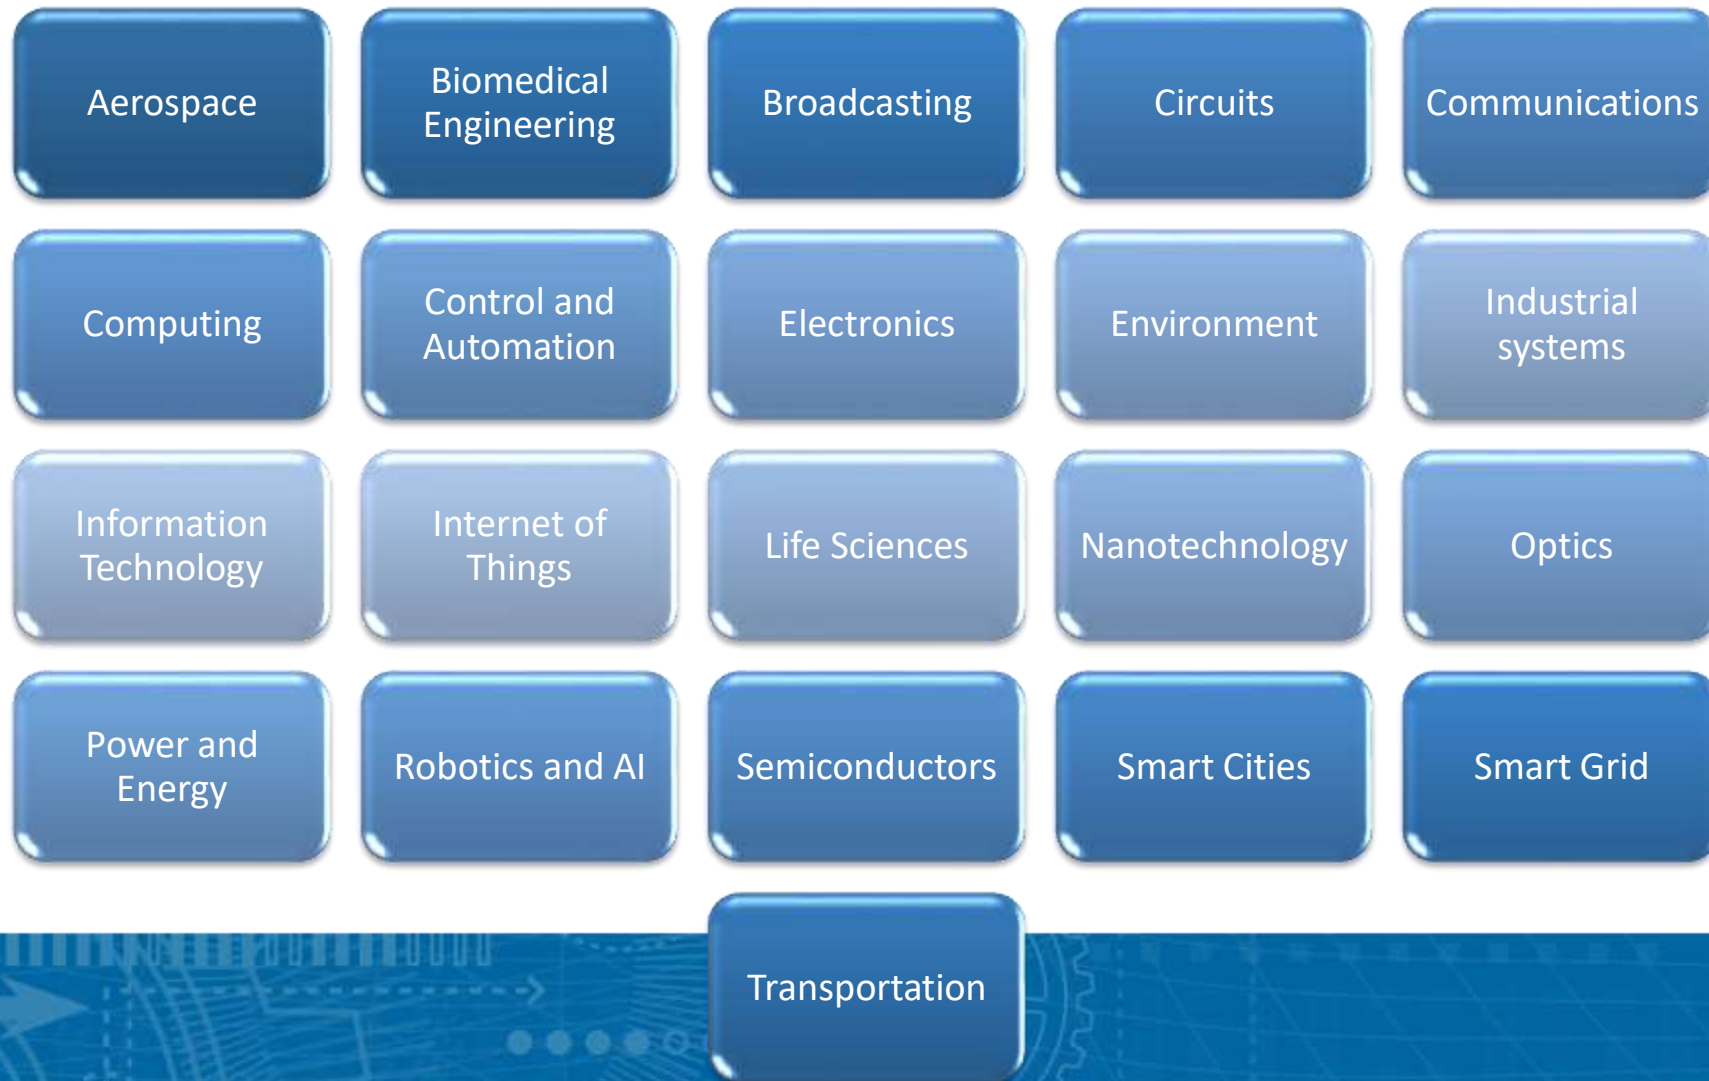 Aerospace
Biomedical
Engineering
Broadcasting
Circuits
Communications
Computing
Control and
Automation
Electronics
Environment
Industrial
systems
Information
Technology
Internet of
Things
Life Sciences
Nanotechnology
Optics
Power and
Energy
Robotics and AI
Semiconductors
Smart Cities
Smart Grid
Transportation